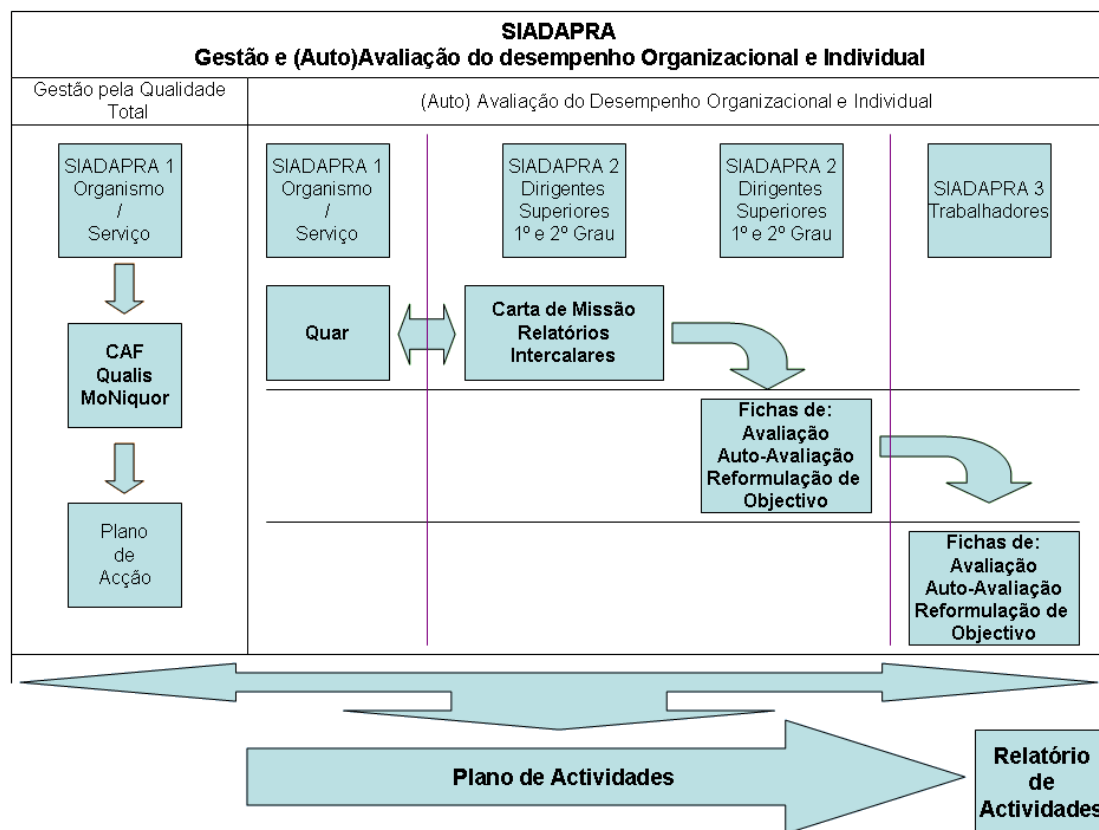 SIADAPRA
Gestão e (Auto)Avaliação do desempenho Organizacional e Individual
Gestão pela Qualidade
Total
(Auto) Avaliação do Desempenho Organizacional e Individual
SIADAPRA 1
Organismo
/
Serviço
SIADAPRA 1
Organismo
/
Serviço
SIADAPRA 2
Dirigentes
Superiores
1º e 2º Grau
SIADAPRA 2
Dirigentes
Superiores
1º e 2º Grau
SIADAPRA 3
Trabalhadores
CAF
Qualis
MoNiquor
Quar
Carta de Missão
Relatórios
Intercalares
Fichas de:
Avaliação
Auto-Avaliação
Reformulação de
Objectivo
Plano
de
Acção
Fichas de:
Avaliação
Auto-Avaliação
Reformulação de
Objectivo
Plano de Actividades
Relatório
de
Actividades